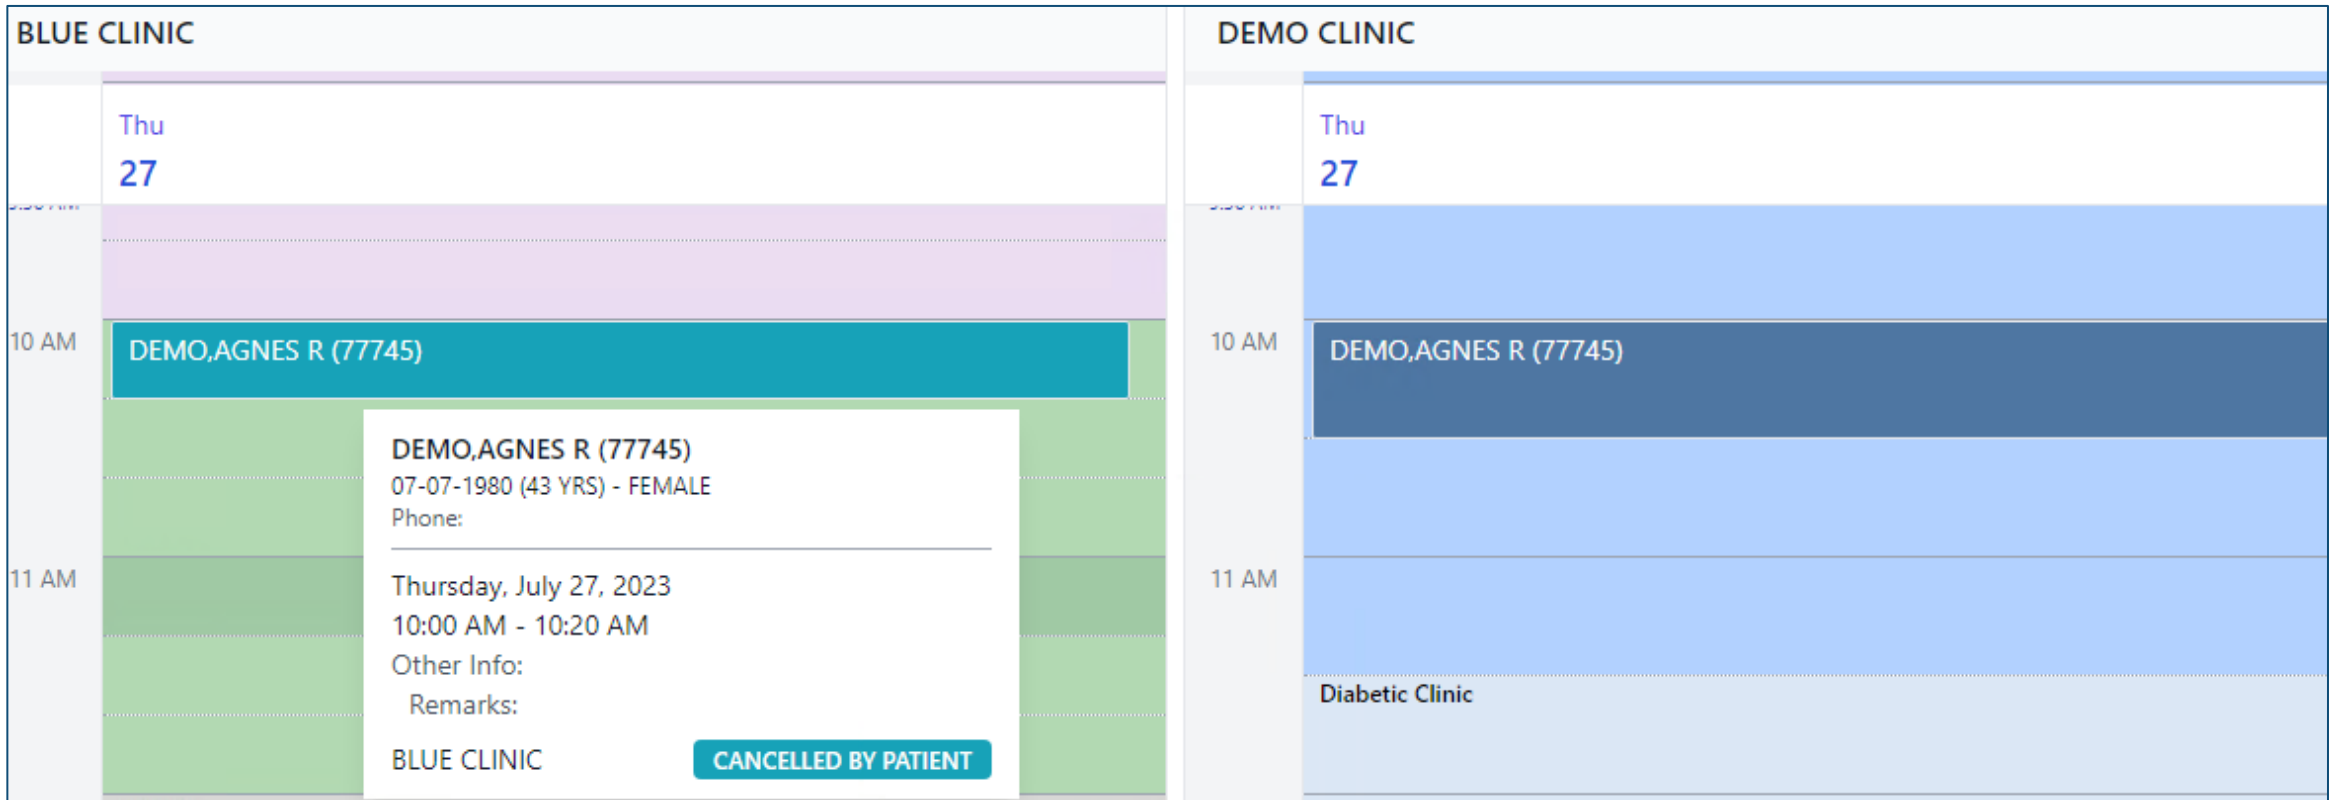 BLUE CLINIC
Thu
27
10 AM
DEMO,AGNES R (77745)
11 AM
DEMO,AGNES R (77745)
07-07-1980 (43 YRS) - FEMALE
Phone:
Thursday, July 27, 2023
10:00 AM - 10:20 AM
Other Info:
Remarks:
BLUE CLINIC
CANCELLED BY PATIENT
DEMO CLINIC
Thu
27
10 AM
DEMO,AGNES R (77745)
11 AM
Diabetic Clinic